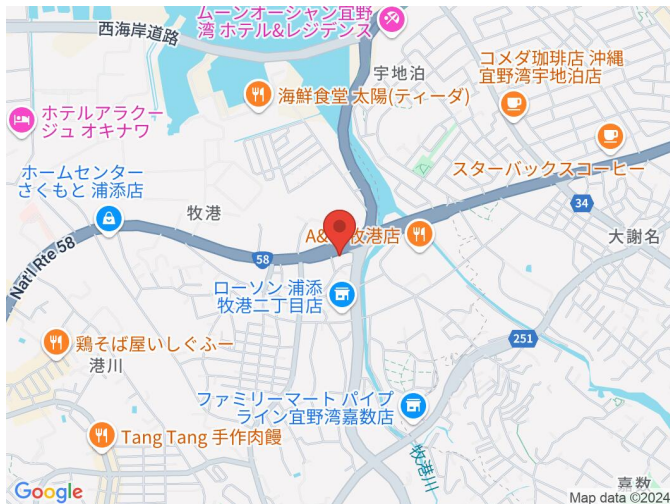 ムーンオーシャン宜野
湾 ホテル&レジデンス
西海岸道路
宇地泊
コメダ珈琲店 沖縄
宜野湾宇地泊店
海鮮食堂 太陽(ティーダ)
ホテルアラクー
ジュ オキナワ
スターバックスコーヒー
ホームセンター
さくもと 浦添店
牧港
34
A&
牧港店
大謝名
Nat'l Rte 58
58
ローソン 浦添
牧港二丁目店
251
鶏そば屋いしぐふー
港川
ファミリーマート パイプ
ライン宜野湾嘉数店
Tang Tang 手作肉饅
牧港川
嘉数
Google
Map data ©2024